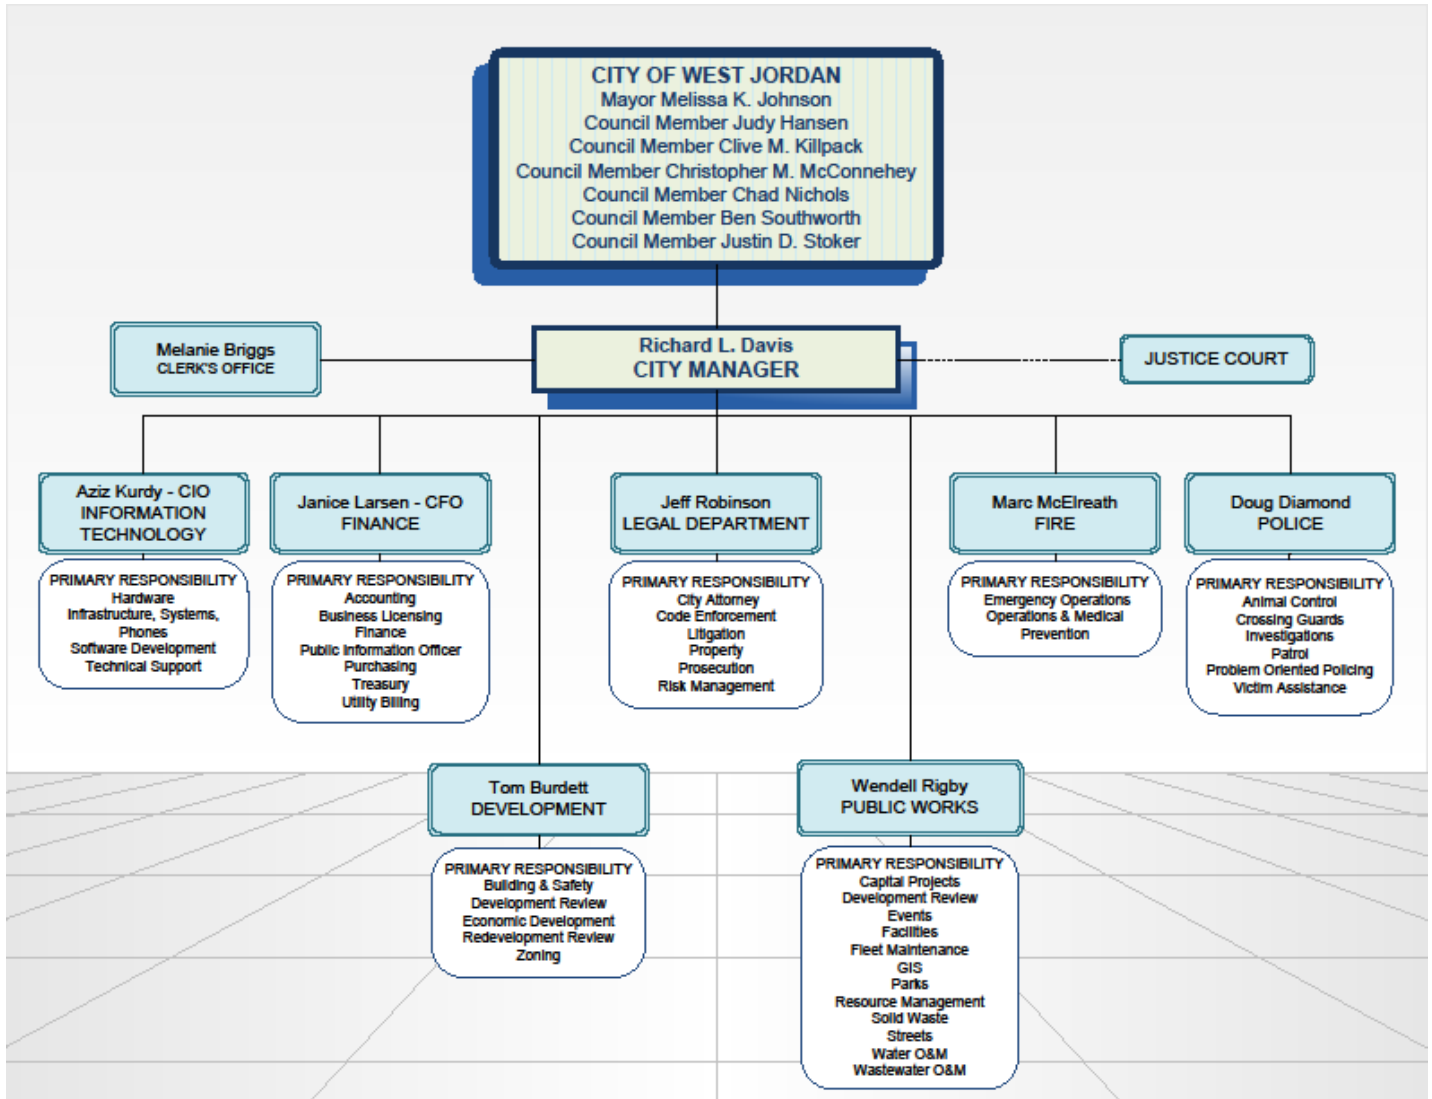 CITY OF WEST JORDAN
Mayor Melissa K. Johnson
Council Member Judy Hansen
Council Member Clive M. Killpack
Council Member Christopher M. McConnehey
Council Member Chad Nichols
Council Member Ben Southworth
Council Member Justin D. Stoker
Melanie Briggs
CLERK'S OFFICE
Richard L. Davis
CITY MANAGER
JUSTICE COURT
Aziz Kurdy - CIO
INFORMATION
TECHNOLOGY
PRIMARY RESPONSIBILITY
Hardware
Infrastructure, Systems,
Phones
Software Development
Technical Support
Janice Larsen - CFO
FINANCE
PRIMARY RESPONSIBILITY
Accounting
Business Licensing
Finance
Public Information Officer
Purchasing
Treasury
Utility Billing
Jeff Robinson
LEGAL DEPARTMENT
PRIMARY RESPONSIBILITY
City Attorney
Code Enforcement
Litigation
Property
Prosecution
Risk Management
Marc McElreath
FIRE
PRIMARY RESPONSIBILITY
Emergency Operations
Operations & Medical
Prevention
Doug Diamond
POLICE
PRIMARY RESPONSIBILITY
Animal Control
Crossing Guards
Investigations
Patrol
Problem Oriented Policing
Victim Assistance
Tom Burdett
DEVELOPMENT
PRIMARY RESPONSIBILITY
Building & Safety
Development Review
Economic Development
Redevelopment Review
Zoning
Wendell Rigby
PUBLIC WORKS
PRIMARY RESPONSIBILITY
Capital Projects
Development Review
Events
Facilities
Fleet Maintenance
GIS
Parks
Resource Management
Solid Waste
Streets
Water O&M
Wastewater O&M